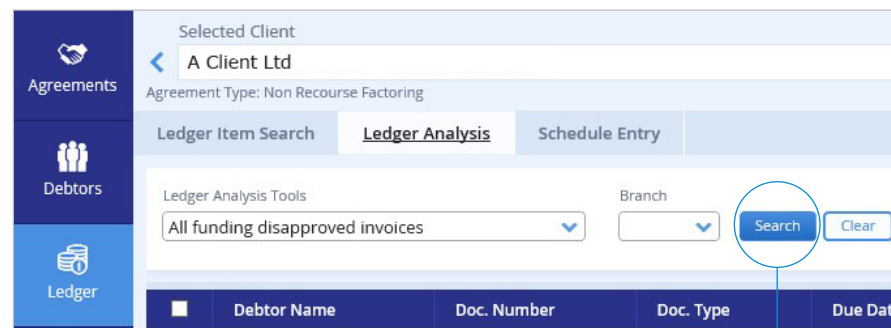 Selected Client
A Client Ltd
Agreement Type: Non Recourse Factoring
Agreements
Ledger Item Search Ledger Analysis Schedule Entry
Debtors
Ledger Analysis Tools Branch
All funding disapproved invoices Search Clear
Ledger
Debtor Name Doc. Number Doc. Type Due Dat